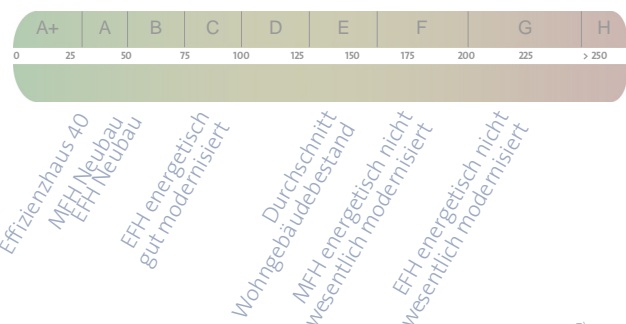 A+ A B C D E F G H
0 25 50 75 100 125 150 175 200 225 > 250
Effizienzhaus 40
MFH Neubau
EFH Neubau
EFH energetisch
gut modernisiert
Durchschnitt
Wohngebäudebestand
MFH energetisch nicht
wesentlich modernisiert
EFH energetisch nicht
wesentlich modernisiert